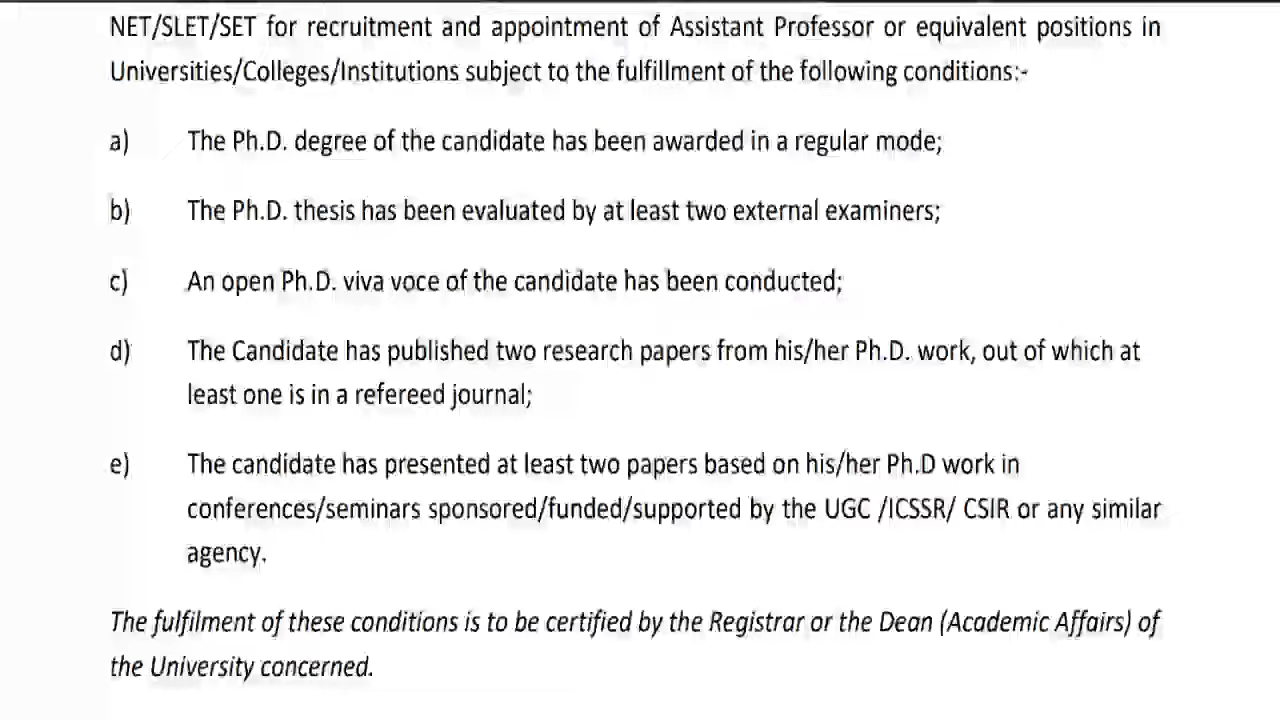 NET/SLET/SET for recruitment and appointment of Assistant Professor or equivalent positions in
Universities/Colleges/Institutions subject to the fulfillment of the following conditions:-
a) The Ph.D. degree of the candidate has been awarded in a regular mode;
b) The Ph.D. thesis has been evaluated by at least two external examiners;
c) An open Ph.D. viva voce of the candidate has been conducted;
d) The Candidate has published two research papers from his/her Ph.D. work, out of which at
least one is in a refereed journal;
e) The candidate has presented at least two papers based on his/her Ph.D work in
conferences/seminars sponsored/funded/supported by the UGC /ICSSR/ CSIR or any similar
agency.
The fulfilment of these conditions is to be certified by the Registrar or the Dean (Academic Affairs) of
the University concerned.